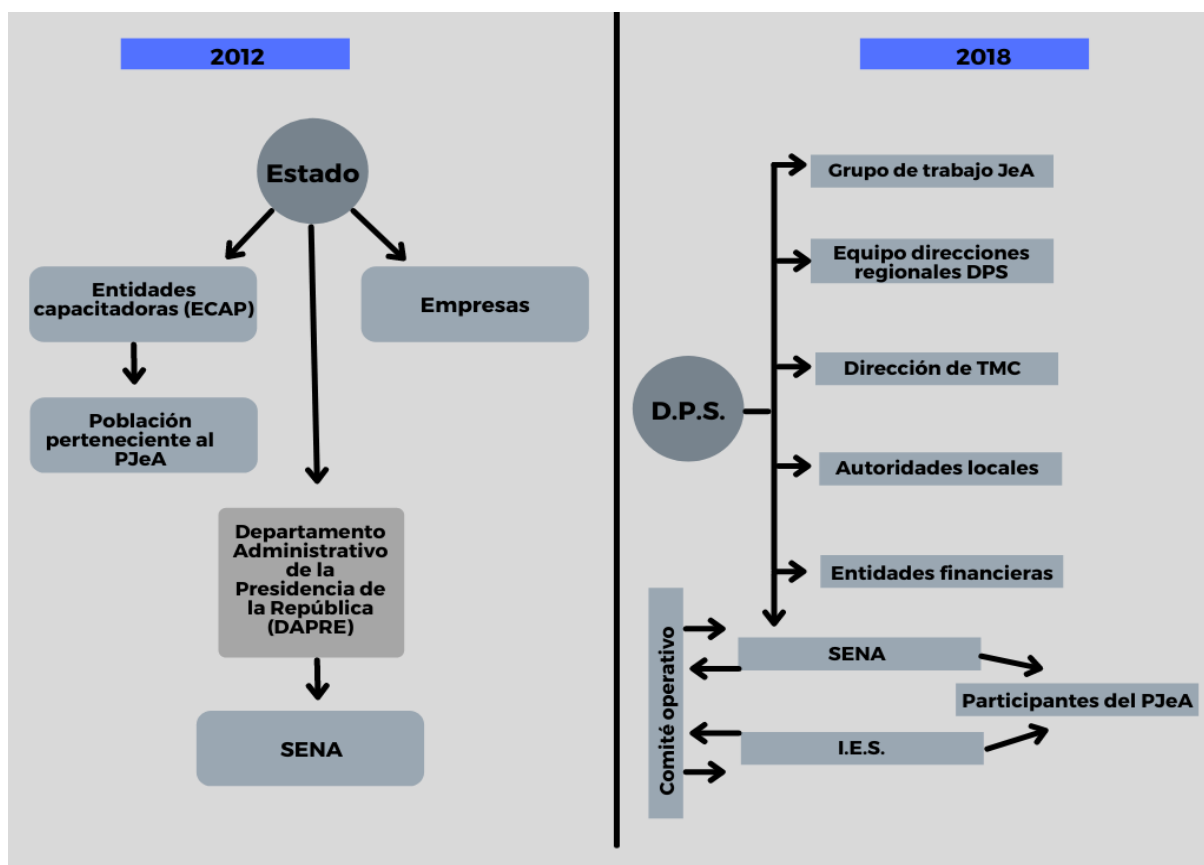 2012
Estado
Entidades
capacitadoras (ECAP)
Empresas
Población
perteneciente al
PJeA
Departamento
Administrativo
de la
Presidencia de
la República
(DAPRE)
SENA
2018
Grupo de trabajo JeA
Equipo direcciones
regionales DPS
Dirección de TMC
D.P.S.
Autoridades locales
Entidades financieras
Comité operativo
SENA
Participantes del PJeA
I.E.S.